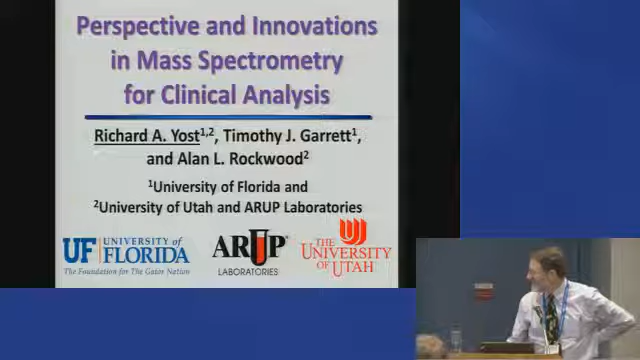 Perspective and Innovations
in Mass Spectrometry
for Clinical Analysis
Richard A. Yost1,2, Timothy J. Garrett1,
and Alan L. Rockwood2
1University of Florida and
2University of Utah and ARUP Laboratories
UF UNIVERSITY of FLORIDA
The Foundation for The Gator Nation
ARUP®
LABORATORIES
THE UNIVERSITY OF UTAH